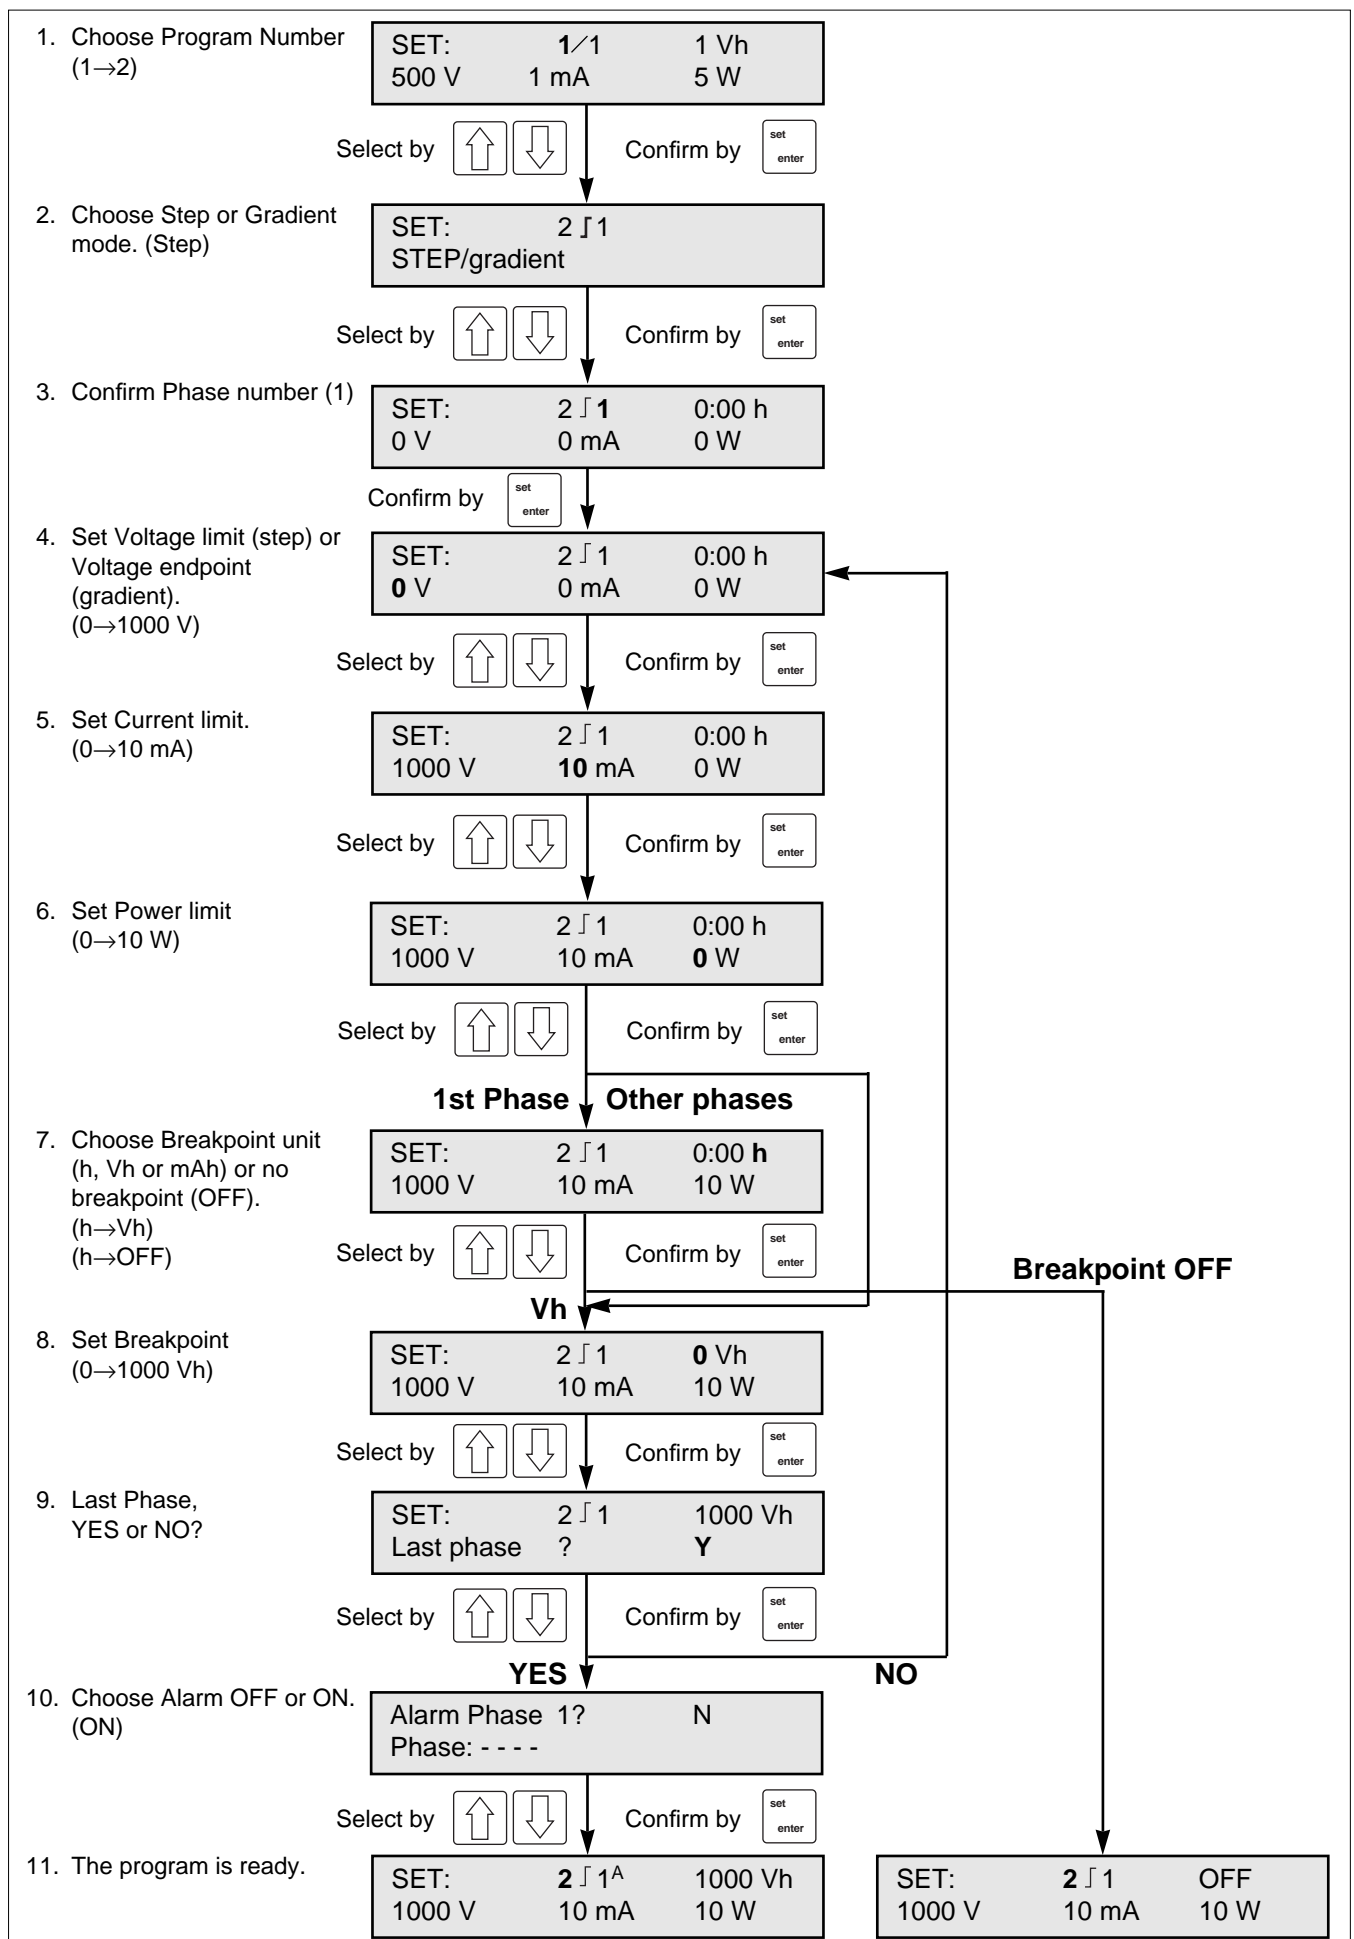 1. Choose Program Number
(1→2)
SET: 1/1 1 Vh
500 V 1 mA 5 W
Select by Confirm by set enter
2. Choose Step or Gradient
mode. (Step)
SET: 2 ⌡1
STEP/gradient
Select by Confirm by set enter
3. Confirm Phase number (1)
SET: 2⌡1 0:00 h
0 V 0 mA 0 W
Confirm by set enter
4. Set Voltage limit (step) or
Voltage endpoint
(gradient).
(0→1000 V)
SET: 2⌡1 0:00 h
0 V 0 mA 0 W
Select by Confirm by set enter
5. Set Current limit.
(0→10 mA)
SET: 2⌡1 0:00 h
1000 V 10 mA 0 W
Select by Confirm by set enter
6. Set Power limit
(0→10 W)
SET: 2⌡1 0:00 h
1000 V 10 mA 0 W
Select by Confirm by set enter
1st Phase Other phases
7. Choose Breakpoint unit
(h, Vh or mAh) or no
breakpoint (OFF).
(h→Vh)
(h→OFF)
SET: 2⌡1 0:00 h
1000 V 10 mA 10 W
Select by Confirm by set enter
Breakpoint OFF
Vh
8. Set Breakpoint
(0→1000 Vh)
SET: 2⌡1 0 Vh
1000 V 10 mA 10 W
Select by Confirm by set enter
9. Last Phase,
YES or NO?
SET: 2⌡1 1000 Vh
Last phase ? Y
Select by Confirm by set enter
YES NO
10. Choose Alarm OFF or ON.
(ON)
Alarm Phase 1? N
Phase: - - - -
Select by Confirm by set enter
11. The program is ready.
SET: 2⌡1ᴬ 1000 Vh
1000 V 10 mA 10 W
SET: 2⌡1 OFF
1000 V 10 mA 10 W